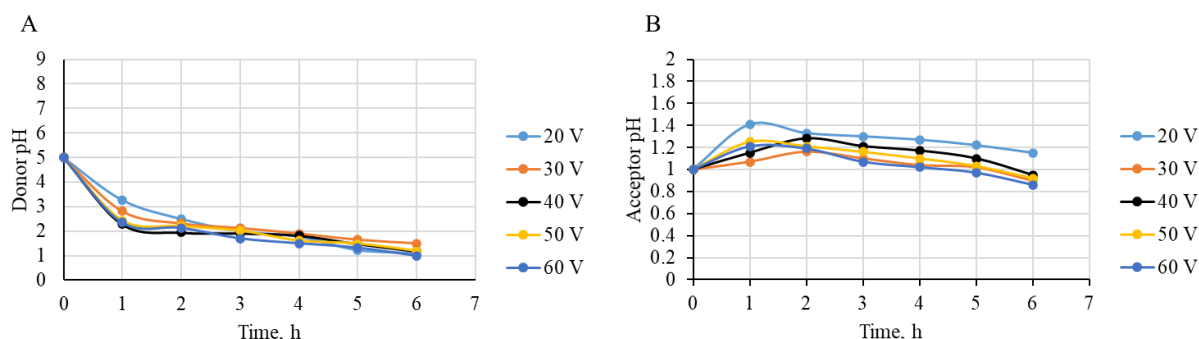 A
Donor pH
9
8
7
6
5
4
3
2
1
0
0 1 2 3 4 5 6 7
Time, h
20 V
30 V
40 V
50 V
60 V
B
Acceptor pH
2
1.8
1.6
1.4
1.2
1
0.8
0.6
0.4
0.2
0
0 1 2 3 4 5 6 7
Time, h
20 V
30 V
40 V
50 V
60 V